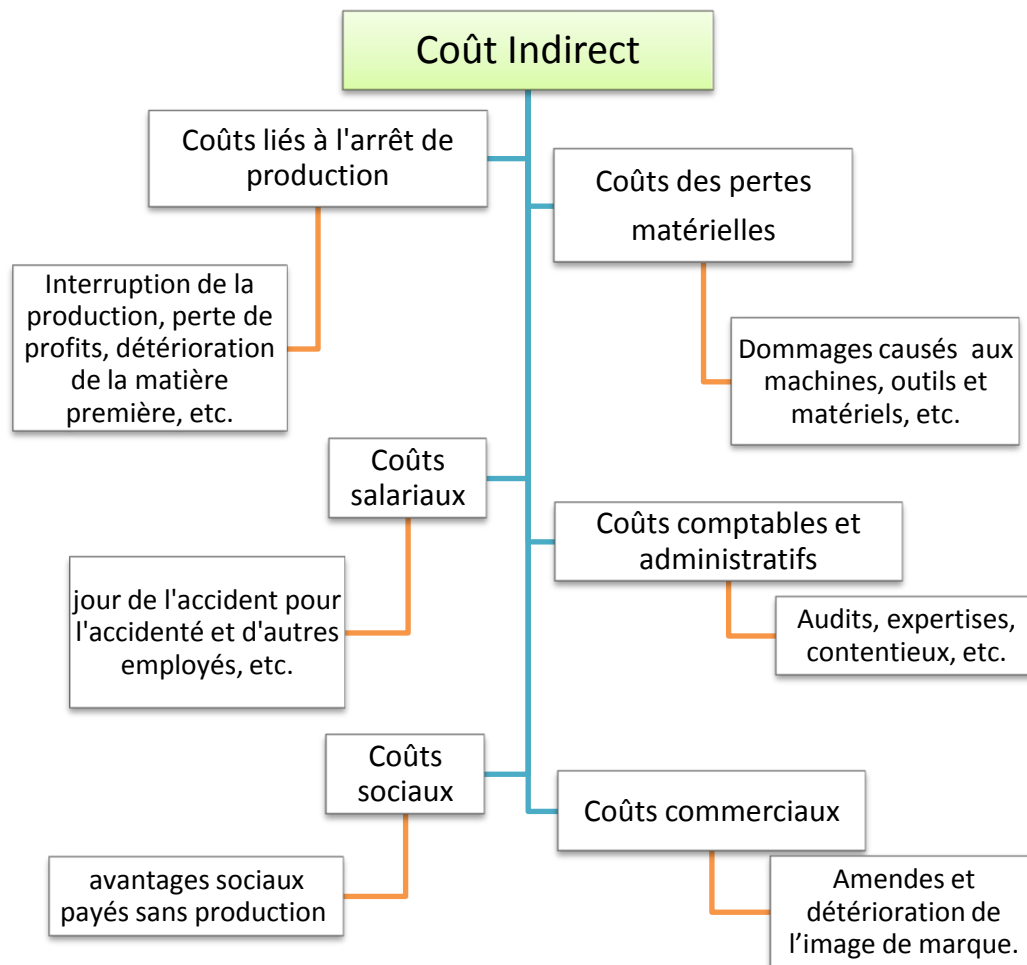 Coût Indirect
Coûts liés à l'arrêt de
production
Coûts des pertes
matérielles
Interruption de la
production, perte de
profits, détérioration
de la matière
première, etc.
Dommages causés aux
machines, outils et
matériels, etc.
Coûts
salariaux
Coûts comptables et
administratifs
jour de l'accident pour
l'accidenté et d'autres
employés, etc.
Audits, expertises,
contentieux, etc.
Coûts
sociaux
Coûts commerciaux
avantages sociaux
payés sans production
Amendes et
détérioration de
l’image de marque.